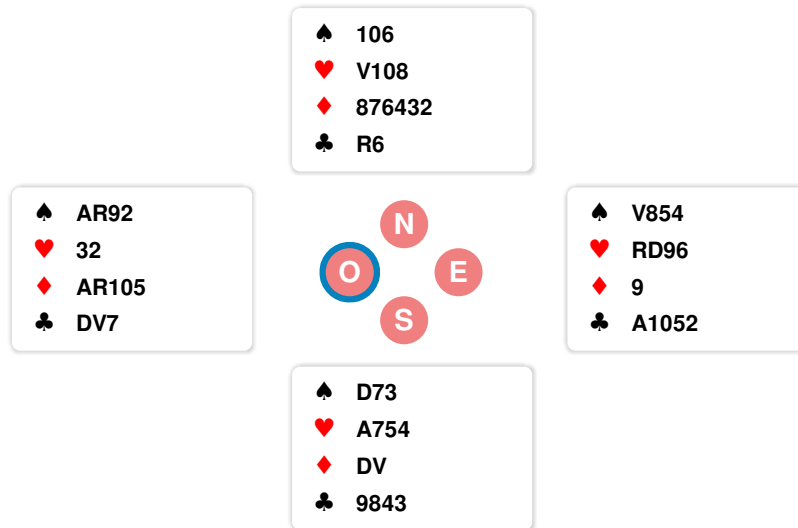 ♠ 106
♥ V108
♦ 876432
♣ R6
♠ AR92
♥ 32
♦ AR105
♣ DV7
N
O E
S
♠ V854
♥ RD96
♦ 9
♣ A1052
♠ D73
♥ A754
♦ DV
♣ 9843